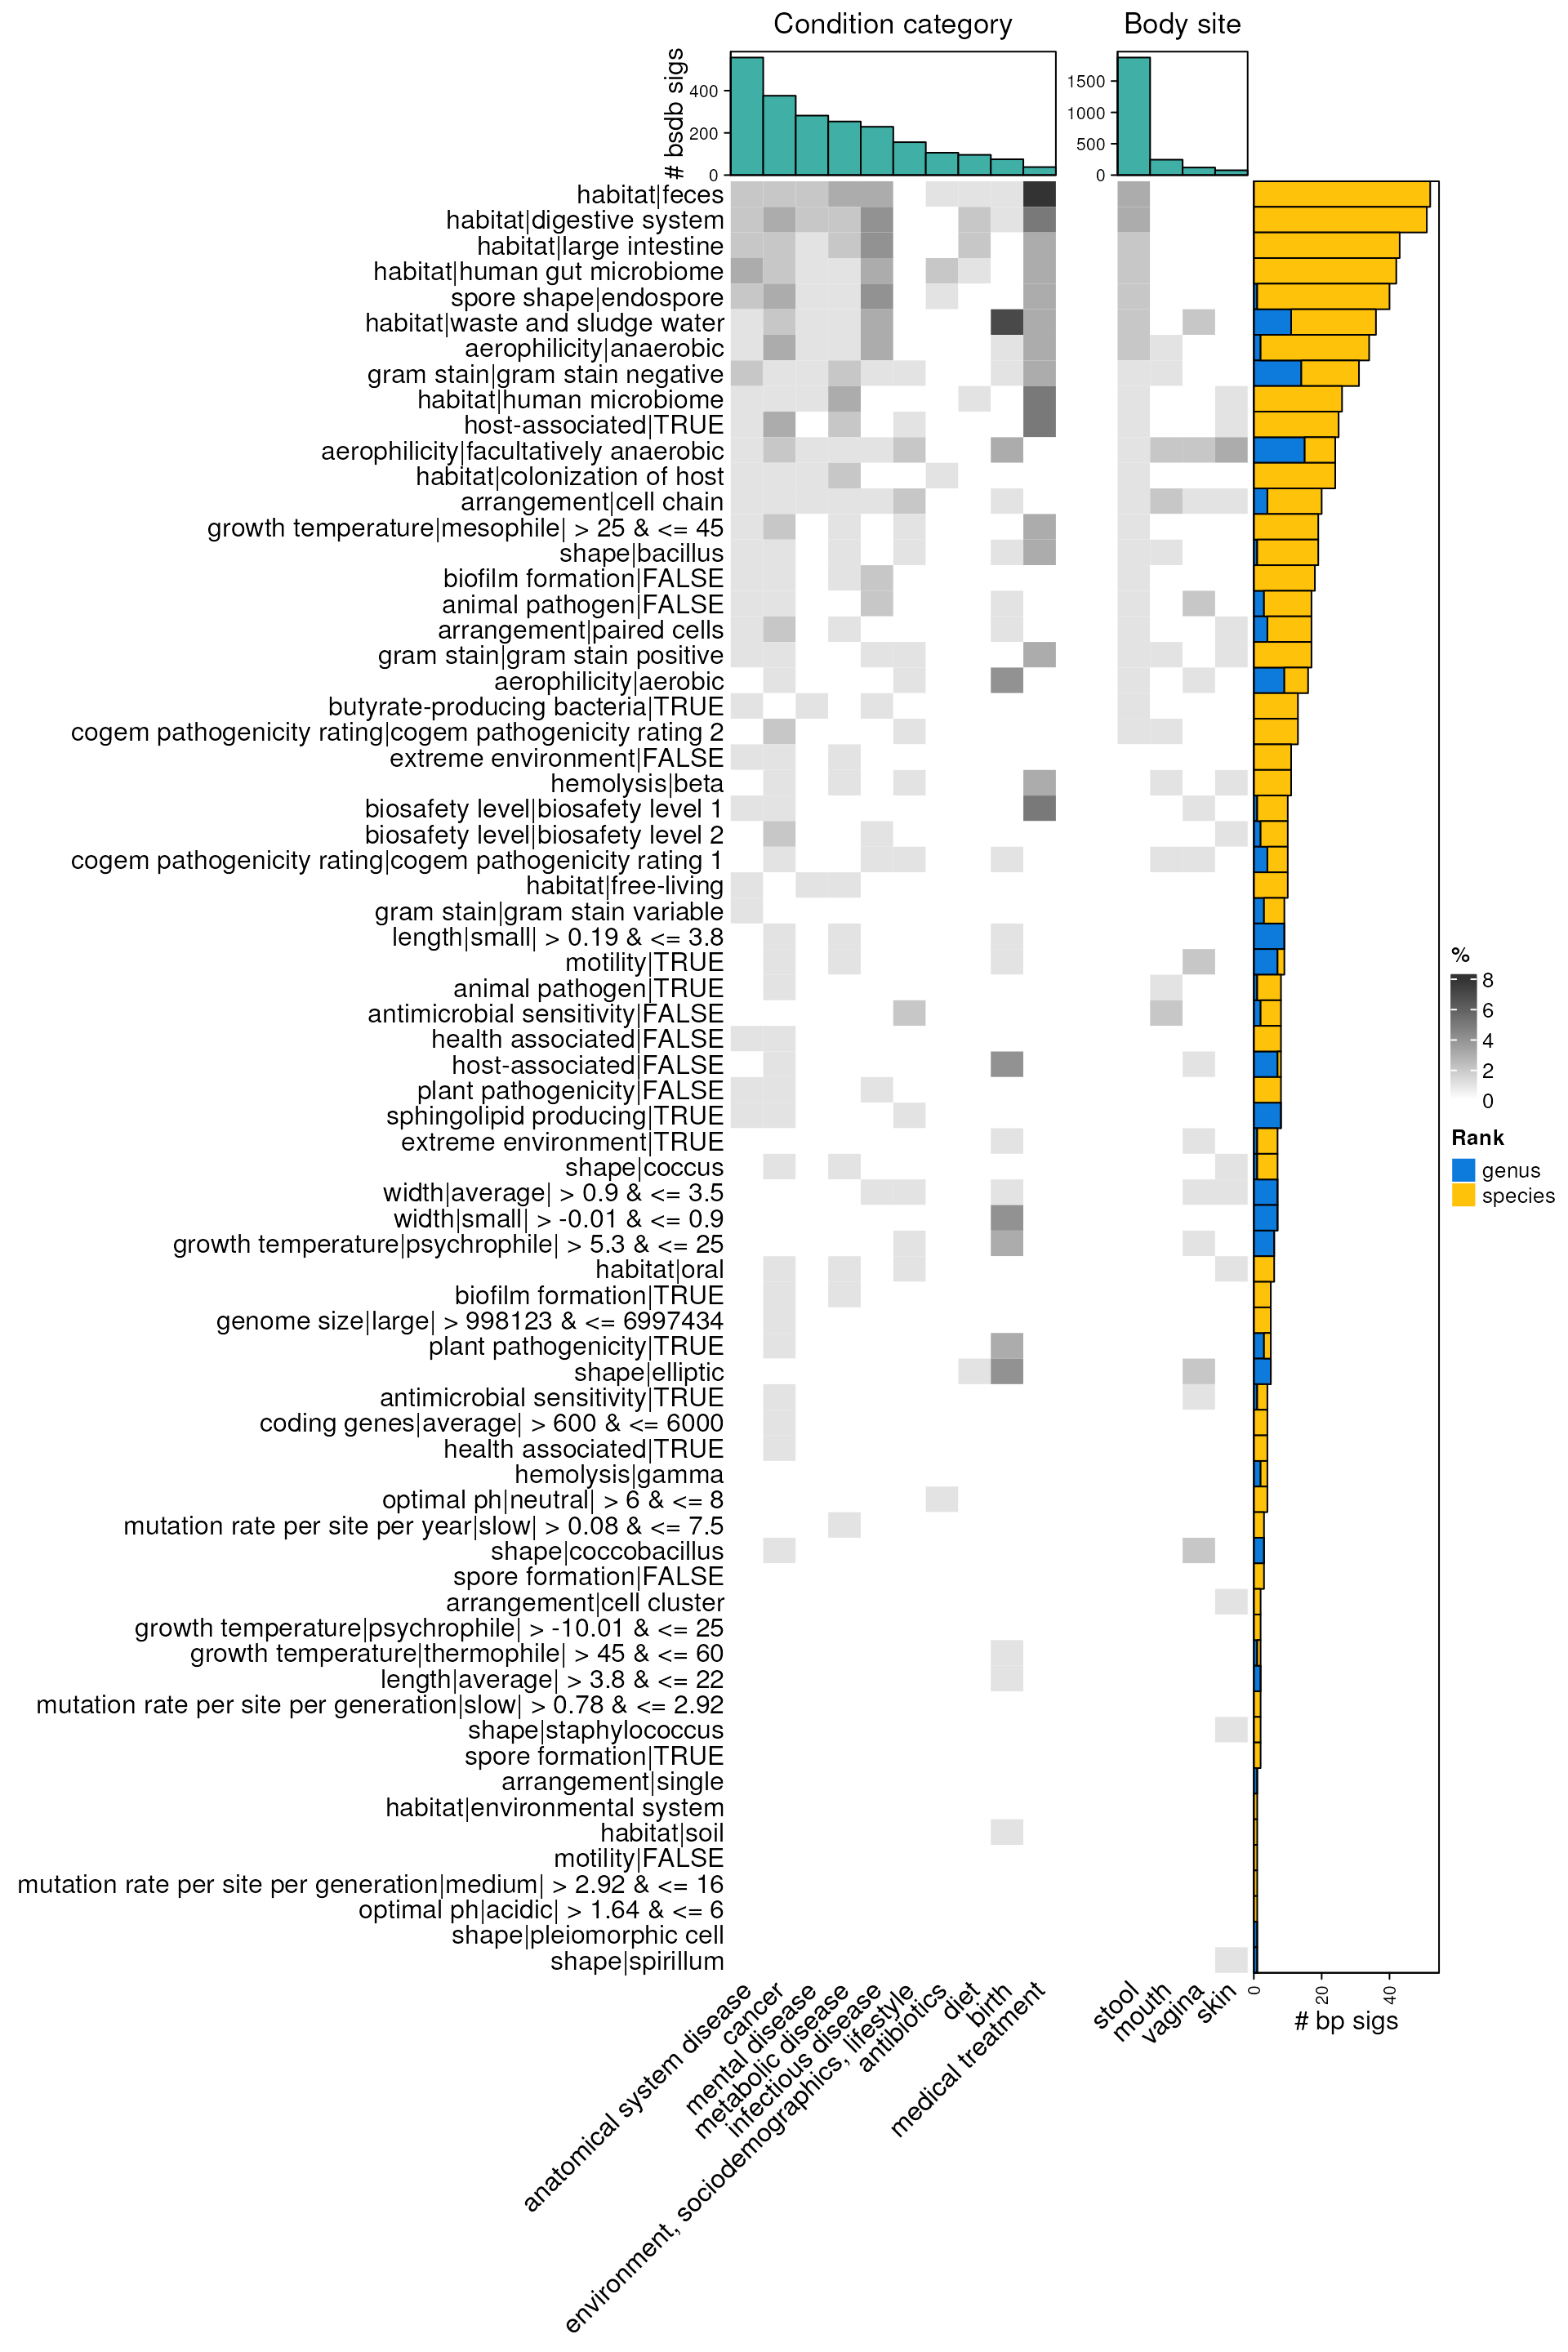 Condition category
Body site
# bsdb sigs
400
200
0
1500
1000
500
0
habitat|feces
habitat|digestive system
habitat|large intestine
habitat|human gut microbiome
spore shape|endospore
habitat|waste and sludge water
aerophilicity|anaerobic
gram stain|gram stain negative
habitat|human microbiome
host-associated|TRUE
aerophilicity|facultatively anaerobic
habitat|colonization of host
arrangement|cell chain
growth temperature|mesophile| > 25 & <= 45
shape|bacillus
biofilm formation|FALSE
animal pathogen|FALSE
arrangement|paired cells
gram stain|gram stain positive
aerophilicity|aerobic
butyrate-producing bacteria|TRUE
cogem pathogenicity rating|cogem pathogenicity rating 2
extreme environment|FALSE
hemolysis|beta
biosafety level|biosafety level 1
biosafety level|biosafety level 2
cogem pathogenicity rating|cogem pathogenicity rating 1
habitat|free-living
gram stain|gram stain variable
length|small| > 0.19 & <= 3.8
motility|TRUE
animal pathogen|TRUE
antimicrobial sensitivity|FALSE
health associated|FALSE
host-associated|FALSE
plant pathogenicity|FALSE
sphingolipid producing|TRUE
extreme environment|TRUE
shape|coccus
width|average| > 0.9 & <= 3.5
width|small| > -0.01 & <= 0.9
growth temperature|psychrophile| > 5.3 & <= 25
habitat|oral
biofilm formation|TRUE
genome size|large| > 998123 & <= 6997434
plant pathogenicity|TRUE
shape|elliptic
antimicrobial sensitivity|TRUE
coding genes|average| > 600 & <= 6000
health associated|TRUE
hemolysis|gamma
optimal ph|neutral| > 6 & <= 8
mutation rate per site per year|slow| > 0.08 & <= 7.5
shape|coccobacillus
spore formation|FALSE
arrangement|cell cluster
growth temperature|psychrophile| > -10.01 & <= 25
growth temperature|thermophile| > 45 & <= 60
length|average| > 3.8 & <= 22
mutation rate per site per generation|slow| > 0.78 & <= 2.92
shape|staphylococcus
spore formation|TRUE
arrangement|single
habitat|environmental system
habitat|soil
motility|FALSE
mutation rate per site per generation|medium| > 2.92 & <= 16
optimal ph|acidic| > 1.64 & <= 6
shape|pleiomorphic cell
shape|spirillum
%
8
6
4
2
0
Rank
genus
species
anatomical system disease
cancer
mental disease
metabolic disease
infectious disease
environment, sociodemographics, lifestyle
antibiotics
diet
birth
medical treatment
stool
mouth
vagina
skin
0
20
40
# bp sigs